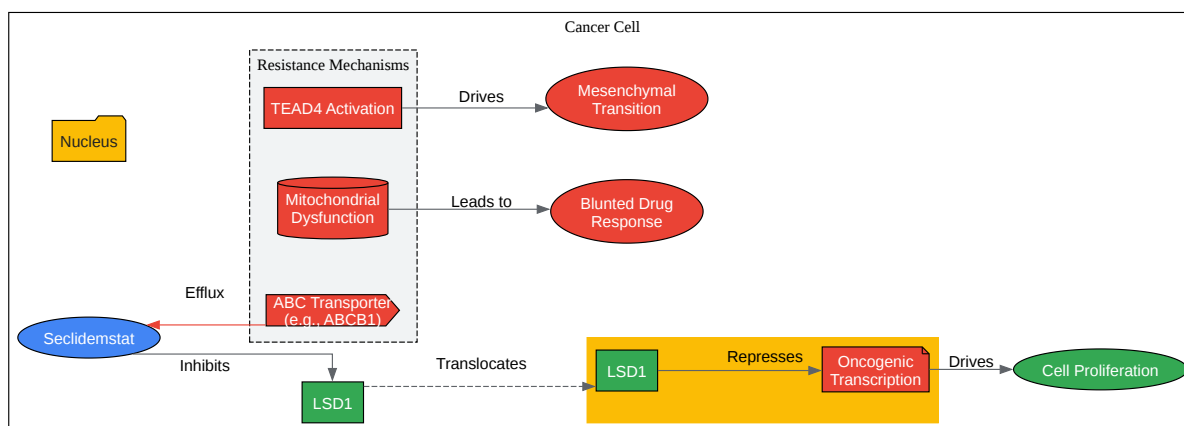 Cancer Cell
Resistance Mechanisms
TEAD4 Activation
Drives
Mesenchymal
Transition
Nucleus
Mitochondrial
Dysfunction
Leads to
Blunted Drug
Response
Efflux
ABC Transporter
(e.g., ABCB1)
Seclidemstat
Inhibits
LSD1
Translocates
LSD1
Represses
Oncogenic
Transcription
Drives
Cell Proliferation